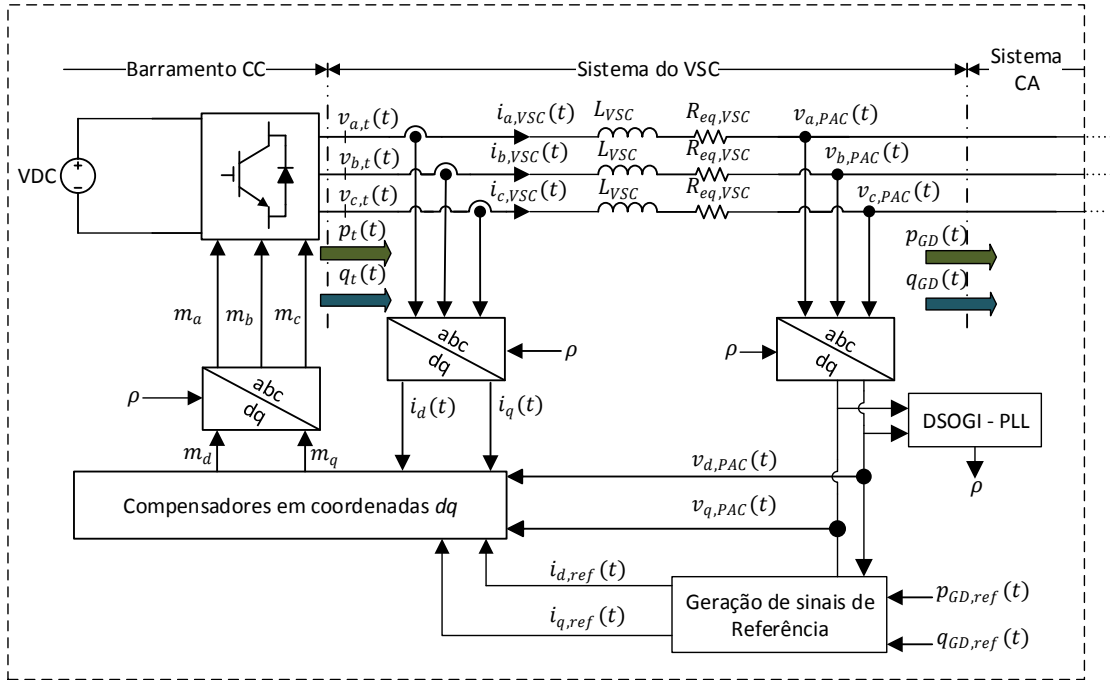 Barramento CC
Sistema do VSC
Sistema
CA
v_{a,t}(t)
i_{a,VSC}(t)
L_{VSC}
R_{eq,VSC}
v_{a,PAC}(t)
VDC
v_{b,t}(t)
i_{b,VSC}(t)
L_{VSC}
R_{eq,VSC}
v_{b,PAC}(t)
v_{c,t}(t)
i_{c,VSC}(t)
L_{VSC}
R_{eq,VSC}
v_{c,PAC}(t)
p_t(t)
p_{GD}(t)
q_t(t)
q_{GD}(t)
m_a
m_b
m_c
abc
dq
ρ
ρ
abc
dq
ρ
abc
dq
i_d(t)
i_q(t)
DSOGI - PLL
ρ
m_d
m_q
v_{d,PAC}(t)
Compensadores em coordenadas dq
v_{q,PAC}(t)
i_{d,ref}(t)
i_{q,ref}(t)
Geração de sinais de
Referência
p_{GD,ref}(t)
q_{GD,ref}(t)